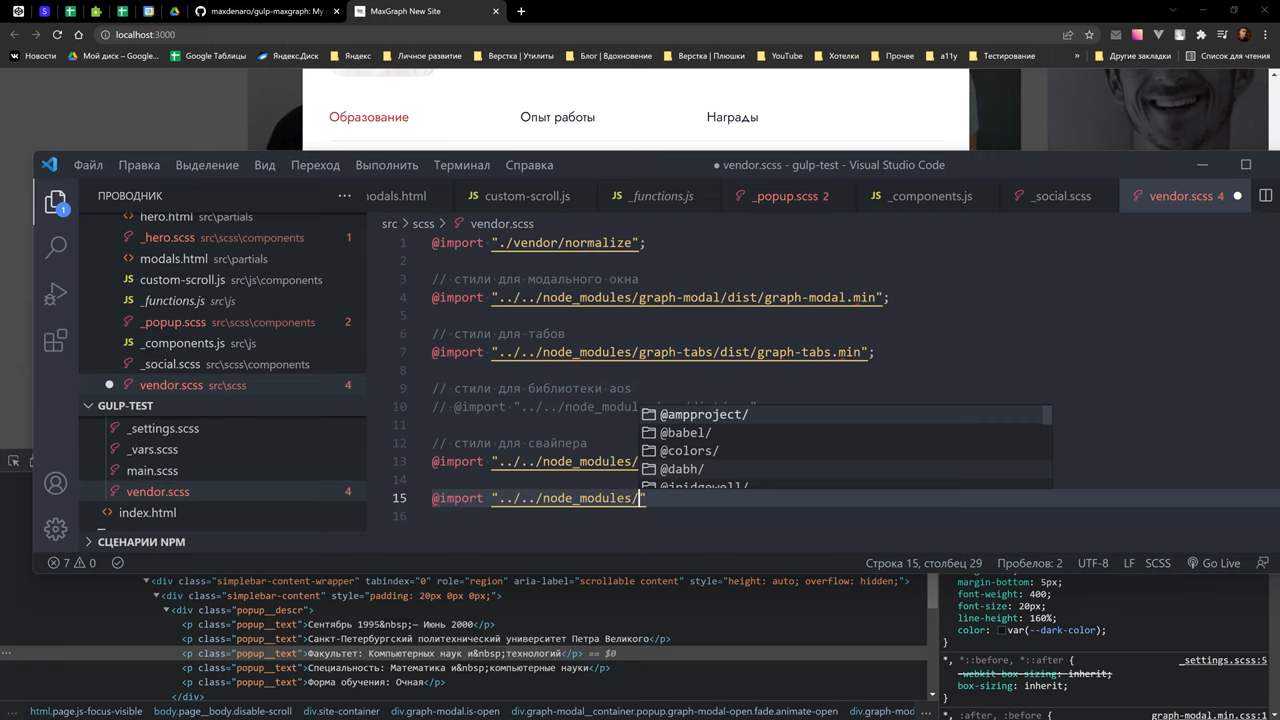 maxdenaro/gulp-maxgraph: My
MaxGraph New Site
localhost:3000
Новости
Мой диск – Google...
Google Таблицы
Яндекс.Диск
Яндекс
Личное развитие
Верстка | Утилиты
Блог | Вдохновение
Верстка | Плюшки
YouTube
Хотелки
Прочее
a11y
Тестирование
»
Другие закладки
Список для чтения
Образование
Опыт работы
Награды
Файл
Правка
Выделение
Вид
Переход
Выполнить
Терминал
Справка
● vendor.scss - gulp-test - Visual Studio Code
ПРОВОДНИК
odals.html
custom-scroll.js
_functions.js
_popup.scss 2
_components.js
_social.scss
vendor.scss 4
src > scss > vendor.scss
hero.html src\partials
_hero.scss src\scss\components 1
modals.html src\partials
custom-scroll.js src\js\components
_functions.js src\js
_popup.scss src\scss\components 2
_components.js src\js
_social.scss src\scss\components
vendor.scss src\scss 4
GULP-TEST
_settings.scss
_vars.scss
main.scss
vendor.scss 4
index.html
СЦЕНАРИИ NPM
1
1 @import "./vendor/normalize";
2
3 // стили для модального окна
4 @import "../../node_modules/graph-modal/dist/graph-modal.min";
5
6 // стили для табов
7 @import "../../node_modules/graph-tabs/dist/graph-tabs.min";
8
9 // стили для библиотеки aos
10 // @import "../../node_modul
11
12 // стили для свайпера
13 @import "../../node_modules/
14
15 @import "../../node_modules/"
16
@ampproject/
@babel/
@colors/
@dabh/
@jridgewell/
7 0
Строка 15, столбец 29
Пробелов: 2
UTF-8
LF
SCSS
Go Live
<div class="simplebar-content-wrapper" tabindex="0" role="region" aria-label="scrollable content" style="height: auto; overflow: hidden;">
<div class="simplebar-content" style="padding: 20px 0px 0px;">
<div class="popup__descr">
<p class="popup__text">Сентябрь 1995&nbsp;— Июнь 2000</p>
<p class="popup__text">Санкт-Петербургский политехнический университет Петра Великого</p>
<p class="popup__text">Факультет: Компьютерных наук и&nbsp;технологий</p> == $0
<p class="popup__text">Специальность: Математика и&nbsp;компьютерные науки</p>
<p class="popup__text">Форма обучения: Очная</p>
</div>
margin-bottom: 5px;
font-weight: 400;
font-size: 20px;
line-height: 160%;
color: var(--dark-color);
}
*, *::before, *::after {
_settings.scss:5
-webkit-box-sizing: inherit;
box-sizing: inherit;
}
graph-modal.min.css:1
html.page.js-focus-visible
body.page__body.disable-scroll
div.site-container
div.graph-modal.is-open
div.graph-modal__container.popup.graph-modal-open.fade.animate-open
div.graph-mod